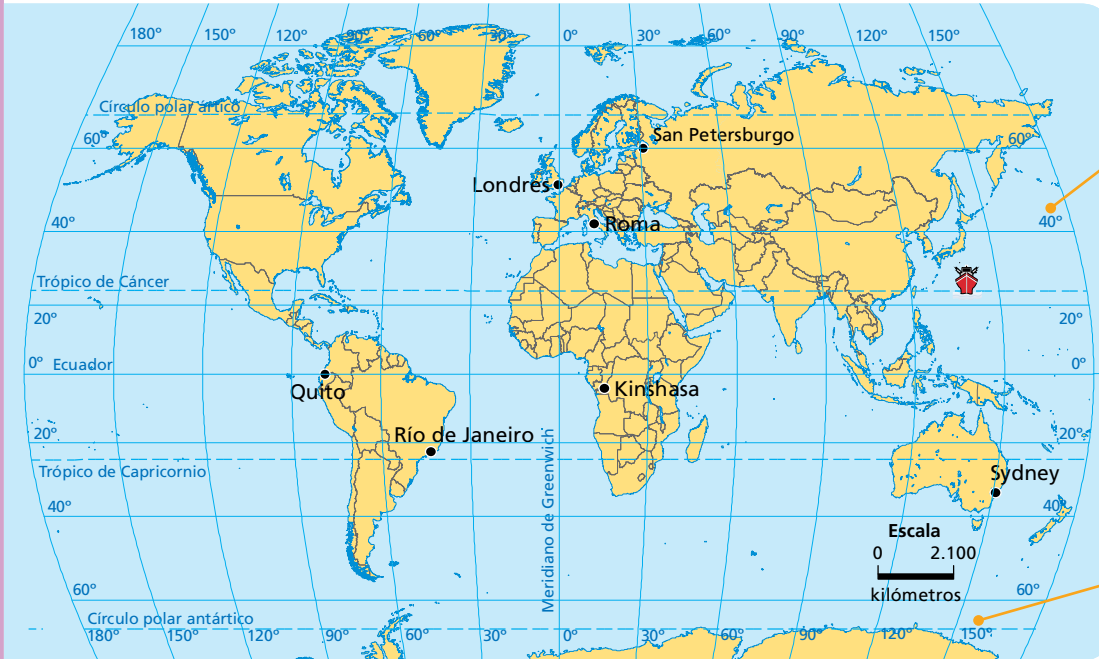 180º 150º 120º 90º 60º 30º 0º 30º 60º 90º 120º 150º
Círculo polar ártico
San Petersburgo
60º 60º
Londres
40º 40º
Roma
Trópico de Cáncer
20º 20º
0º Ecuador 0º
Quito Kinshasa
Río de Janeiro
20º 20º
Trópico de Capricornio
Sydney
Meridiano de Greenwich
40º 40º
Escala
0 2.100
kilómetros
60º 60º
Círculo polar antártico
180º 150º 120º 90º 60º 30º 0º 30º 60º 90º 120º 150º